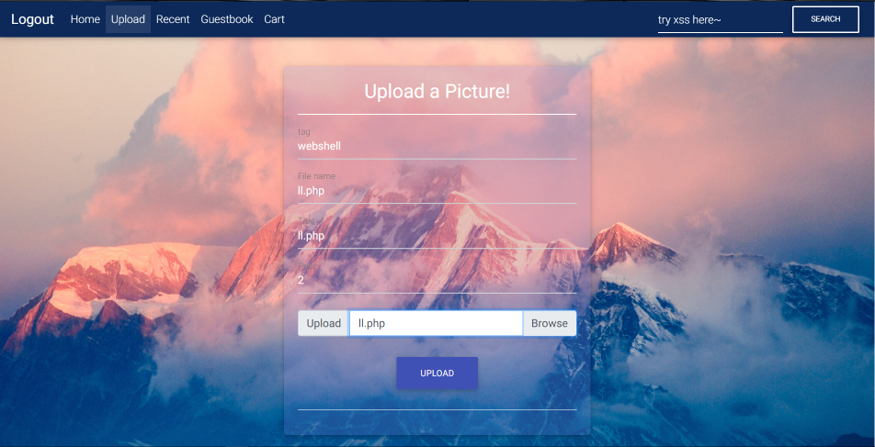 Logout Home Upload Recent Guestbook Cart try xss here~ SEARCH
Upload a Picture!
tag
webshell
File name
ll.php
Title
ll.php
2
Upload ll.php Browse
UPLOAD